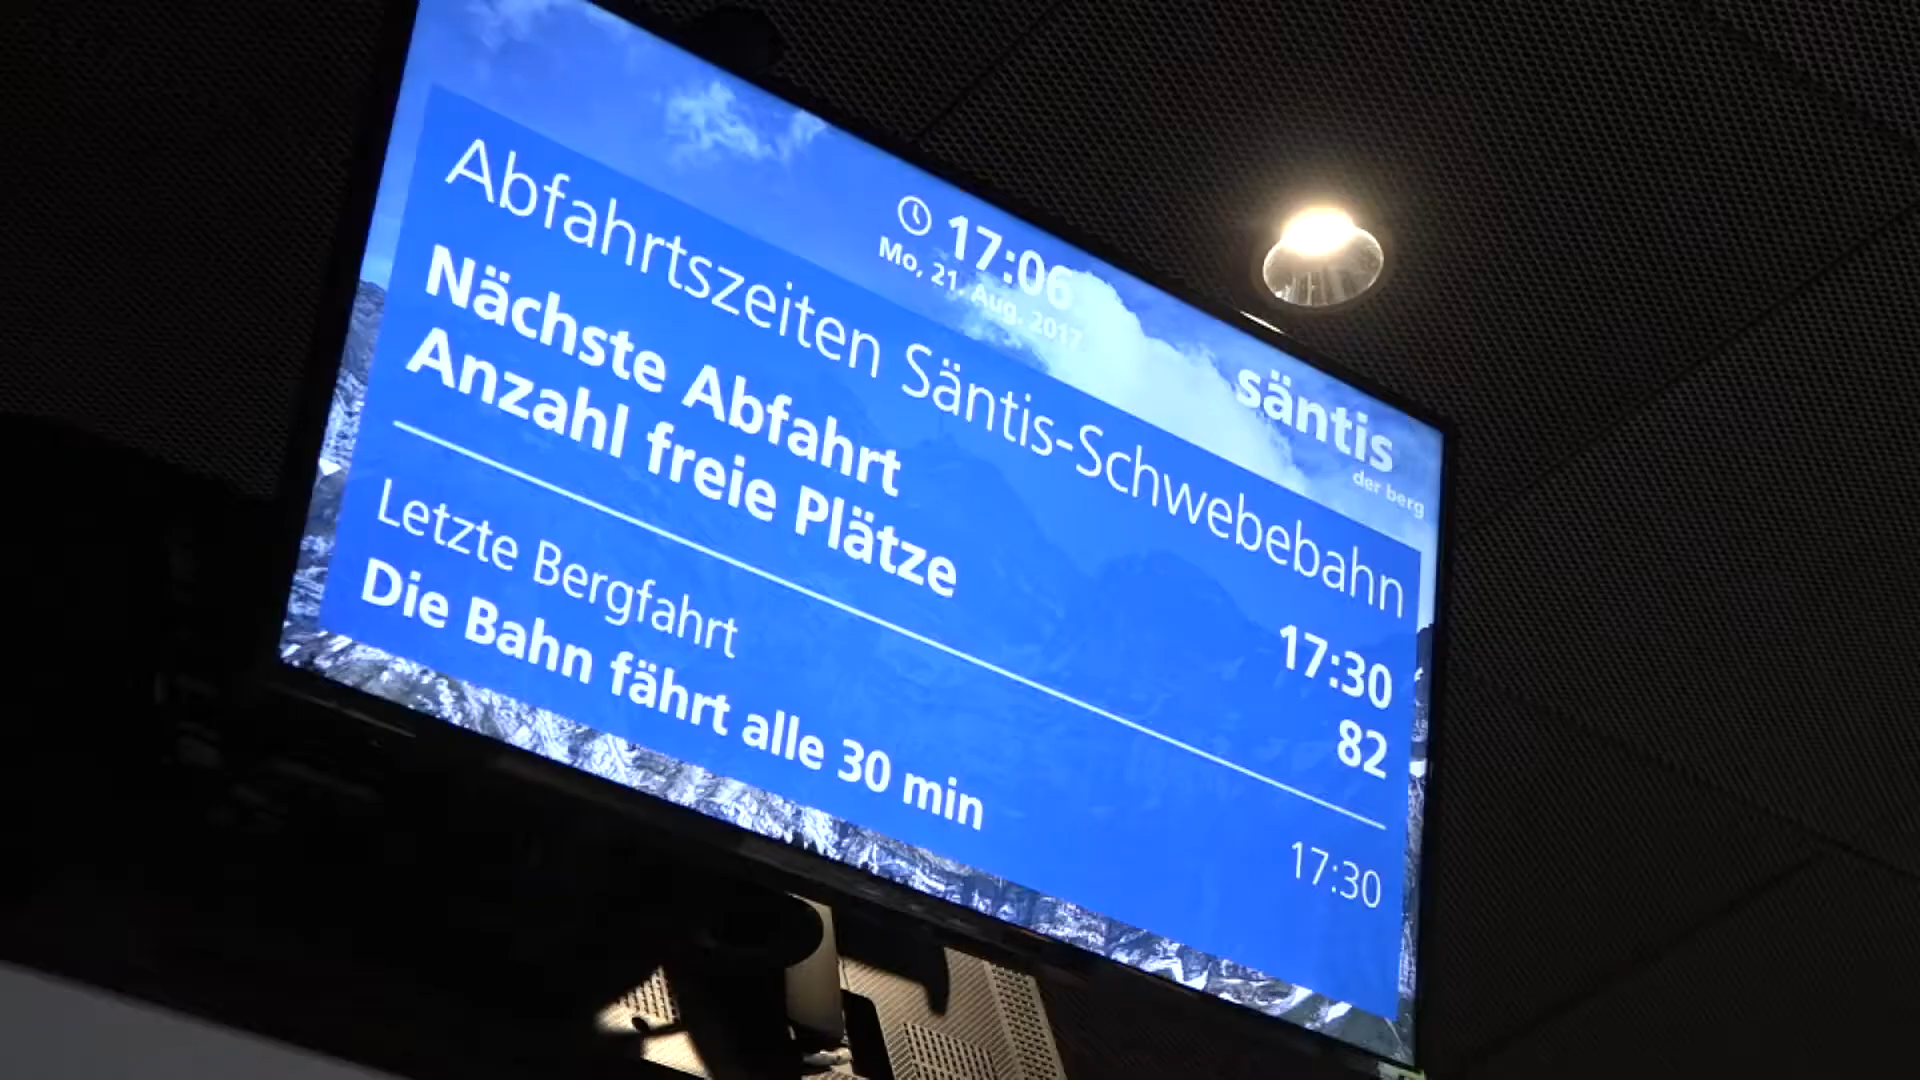 17:06
Mo, 21. Aug. 2017
säntis
der berg
Abfahrtszeiten Säntis-Schwebebahn
Nächste Abfahrt 17:30
Anzahl freie Plätze 82
Letzte Bergfahrt 17:30
Die Bahn fährt alle 30 min